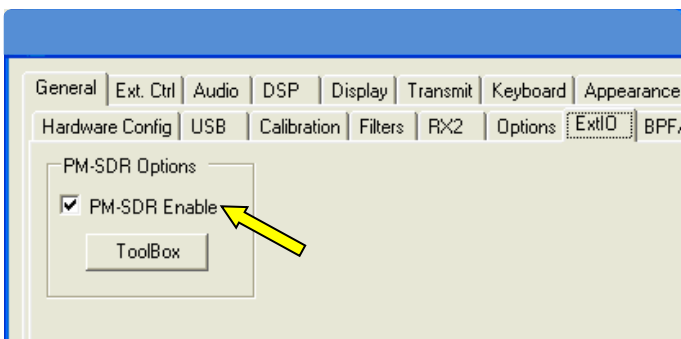 General Ext. Ctrl Audio DSP Display Transmit Keyboard Appearance
Hardware Config USB Calibration Filters RX2 Options ExtIO BPF/
PM-SDR Options
PM-SDR Enable
ToolBox